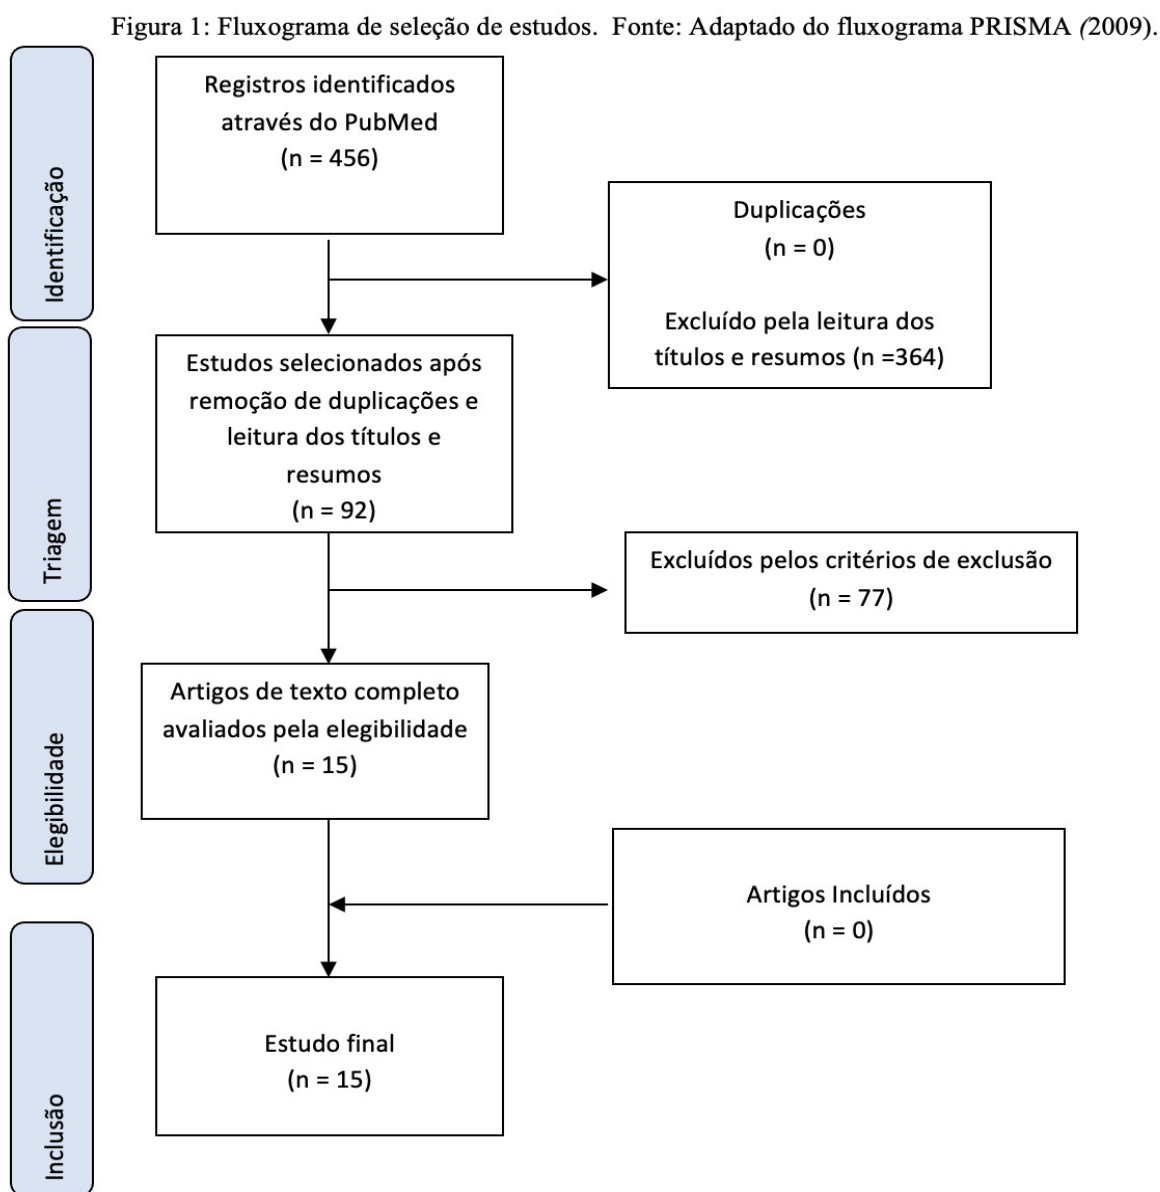 Figura 1: Fluxograma de seleção de estudos.  Fonte: Adaptado do fluxograma PRISMA (2009).
Identificação
Registros identificados
através do PubMed
(n = 456)
Duplicações
(n = 0)
Excluído pela leitura dos
títulos e resumos (n =364)
Triagem
Estudos selecionados após
remoção de duplicações e
leitura dos títulos e
resumos
(n = 92)
Excluídos pelos critérios de exclusão
(n = 77)
Elegibilidade
Artigos de texto completo
avaliados pela elegibilidade
(n = 15)
Artigos Incluídos
(n = 0)
Inclusão
Estudo final
(n = 15)